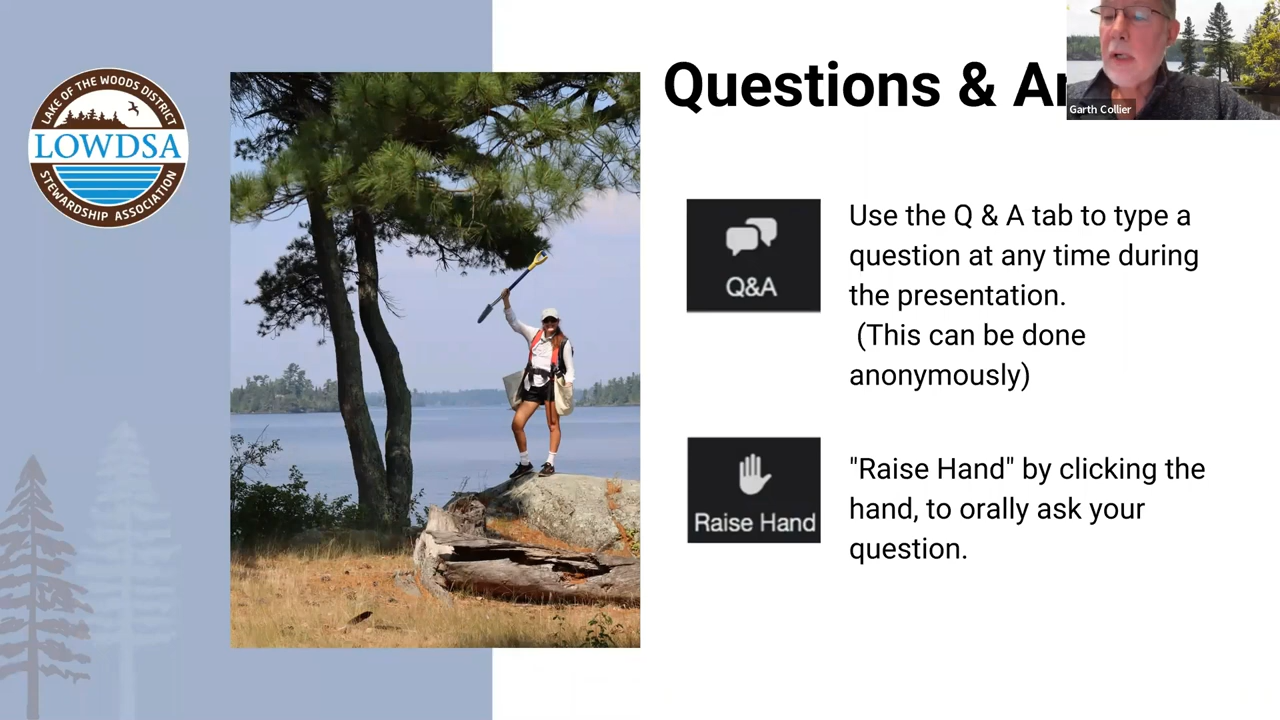 LAKE OF THE WOODS DISTRICT
LOWDSA
STEWARDSHIP ASSOCIATION
Questions &
Garth Collier
Q&A
Use the Q & A tab to type a
question at any time during
the presentation.
(This can be done
anonymously)
Raise Hand
"Raise Hand" by clicking the
hand, to orally ask your
question.